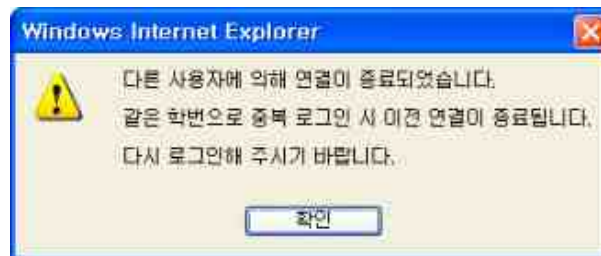 Windows Internet Explorer
다른 사용자에 의해 연결이 종료되었습니다.
같은 학번으로 중복 로그인 시 이전 연결이 종료됩니다.
다시 로그인해 주시기 바랍니다.
확인